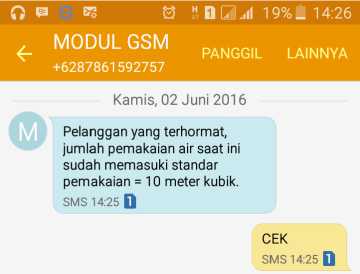 19% 14:26
MODUL GSM
+6287861592757
PANGGIL LAINNYA
Kamis, 02 Juni 2016
M
Pelanggan yang terhormat,
jumlah pemakaian air saat ini
sudah memasuki standar
pemakaian = 10 meter kubik.
SMS 14:25 1
CEK
SMS 14:25 1